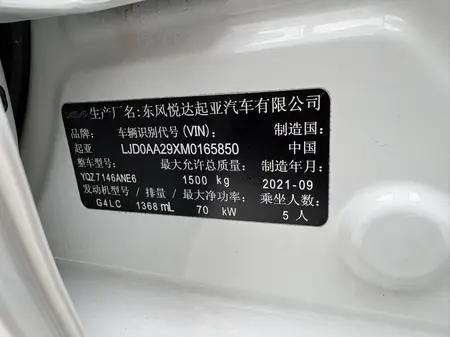 生产厂名:东风悦达起亚汽车有限公司
品牌: 车辆识别代号(VIN): 制造国:
起亚 LJD0AA29XM0165850 中国
整车型号: 最大允许总质量: 制造年月:
YQZ7146ANE6 1500 kg 2021-09
发动机型号/排量/最大净功率: 乘坐人数:
G4LC 1368 mL 70 kW 5 人